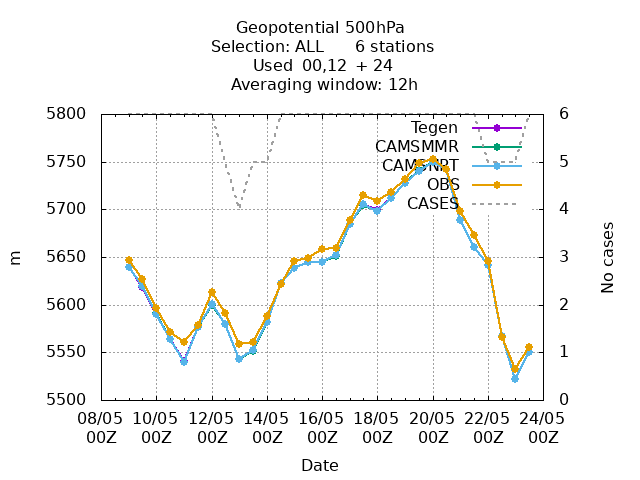 Geopotential 500hPa
Selection: ALL 6 stations
Used 00,12 + 24
Averaging window: 12h
5800
5750
5700
5650
5600
5550
5500
m
6
5
4
3
2
1
0
No cases
Tegen
CAMSMMR
CAMSNRT
OBS
CASES
08/05 10/05 12/05 14/05 16/05 18/05 20/05 22/05 24/05
00Z 00Z 00Z 00Z 00Z 00Z 00Z 00Z 00Z
Date